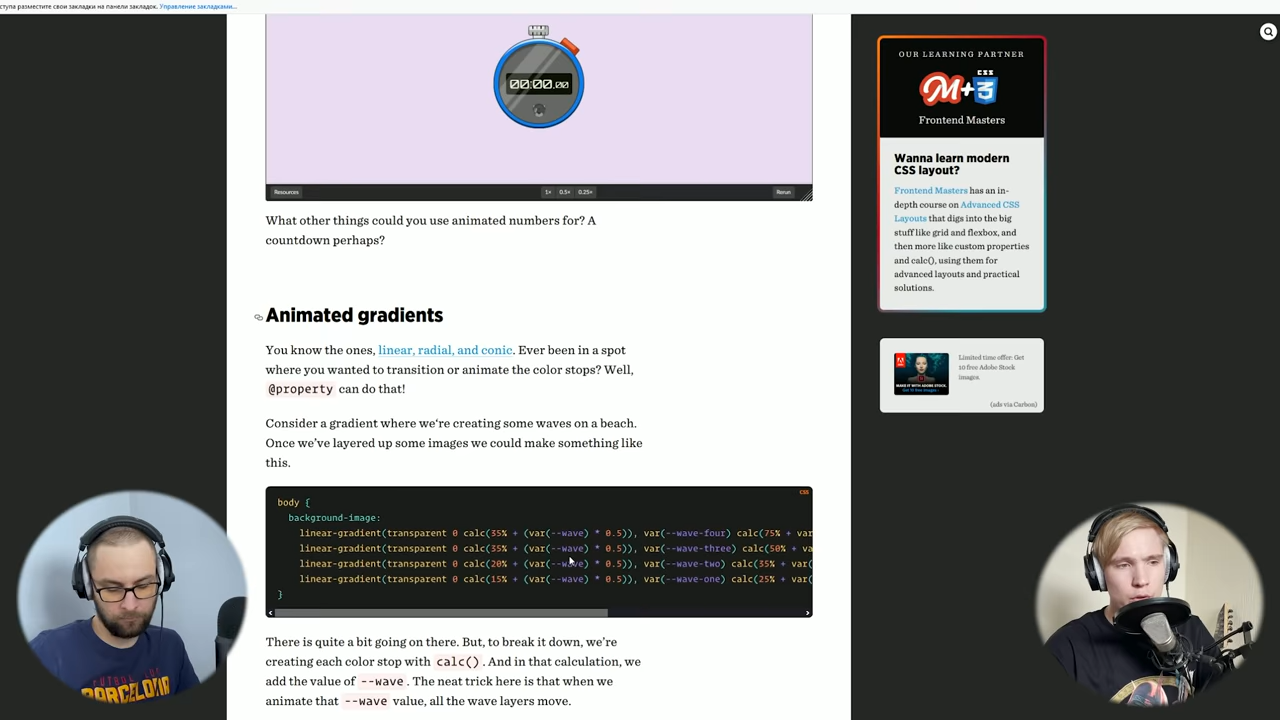 ступа разместите свои закладки на панели закладок. Управление закладками...
00:00.00
Resources
1×
0.5×
0.25×
Rerun
What other things could you use animated numbers for? A
countdown perhaps?
Animated gradients
You know the ones, linear, radial, and conic. Ever been in a spot
where you wanted to transition or animate the color stops? Well,
@property can do that!
Consider a gradient where we're creating some waves on a beach.
Once we've layered up some images we could make something like
this.
CSS
body {
background-image:
linear-gradient(transparent 0 calc(35% + (var(--wave) * 0.5)), var(--wave-four) calc(75% + var
linear-gradient(transparent 0 calc(35% + (var(--wave) * 0.5)), var(--wave-three) calc(50% + va
linear-gradient(transparent 0 calc(20% + (var(--wave) * 0.5)), var(--wave-two) calc(35% + var(
linear-gradient(transparent 0 calc(15% + (var(--wave) * 0.5)), var(--wave-one) calc(25% + var(
}
There is quite a bit going on there. But, to break it down, we're
creating each color stop with calc(). And in that calculation, we
add the value of --wave. The neat trick here is that when we
animate that --wave value, all the wave layers move.
OUR LEARNING PARTNER
CSS
M+3
Frontend Masters
Wanna learn modern
CSS layout?
Frontend Masters has an in-
depth course on Advanced CSS
Layouts that digs into the big
stuff like grid and flexbox, and
then more like custom properties
and calc(), using them for
advanced layouts and practical
solutions.
MAKE IT WITH ADOBE STOCK.
Limited time offer: Get
10 free Adobe Stock
images.
(ads via Carbon)
BARCELONA